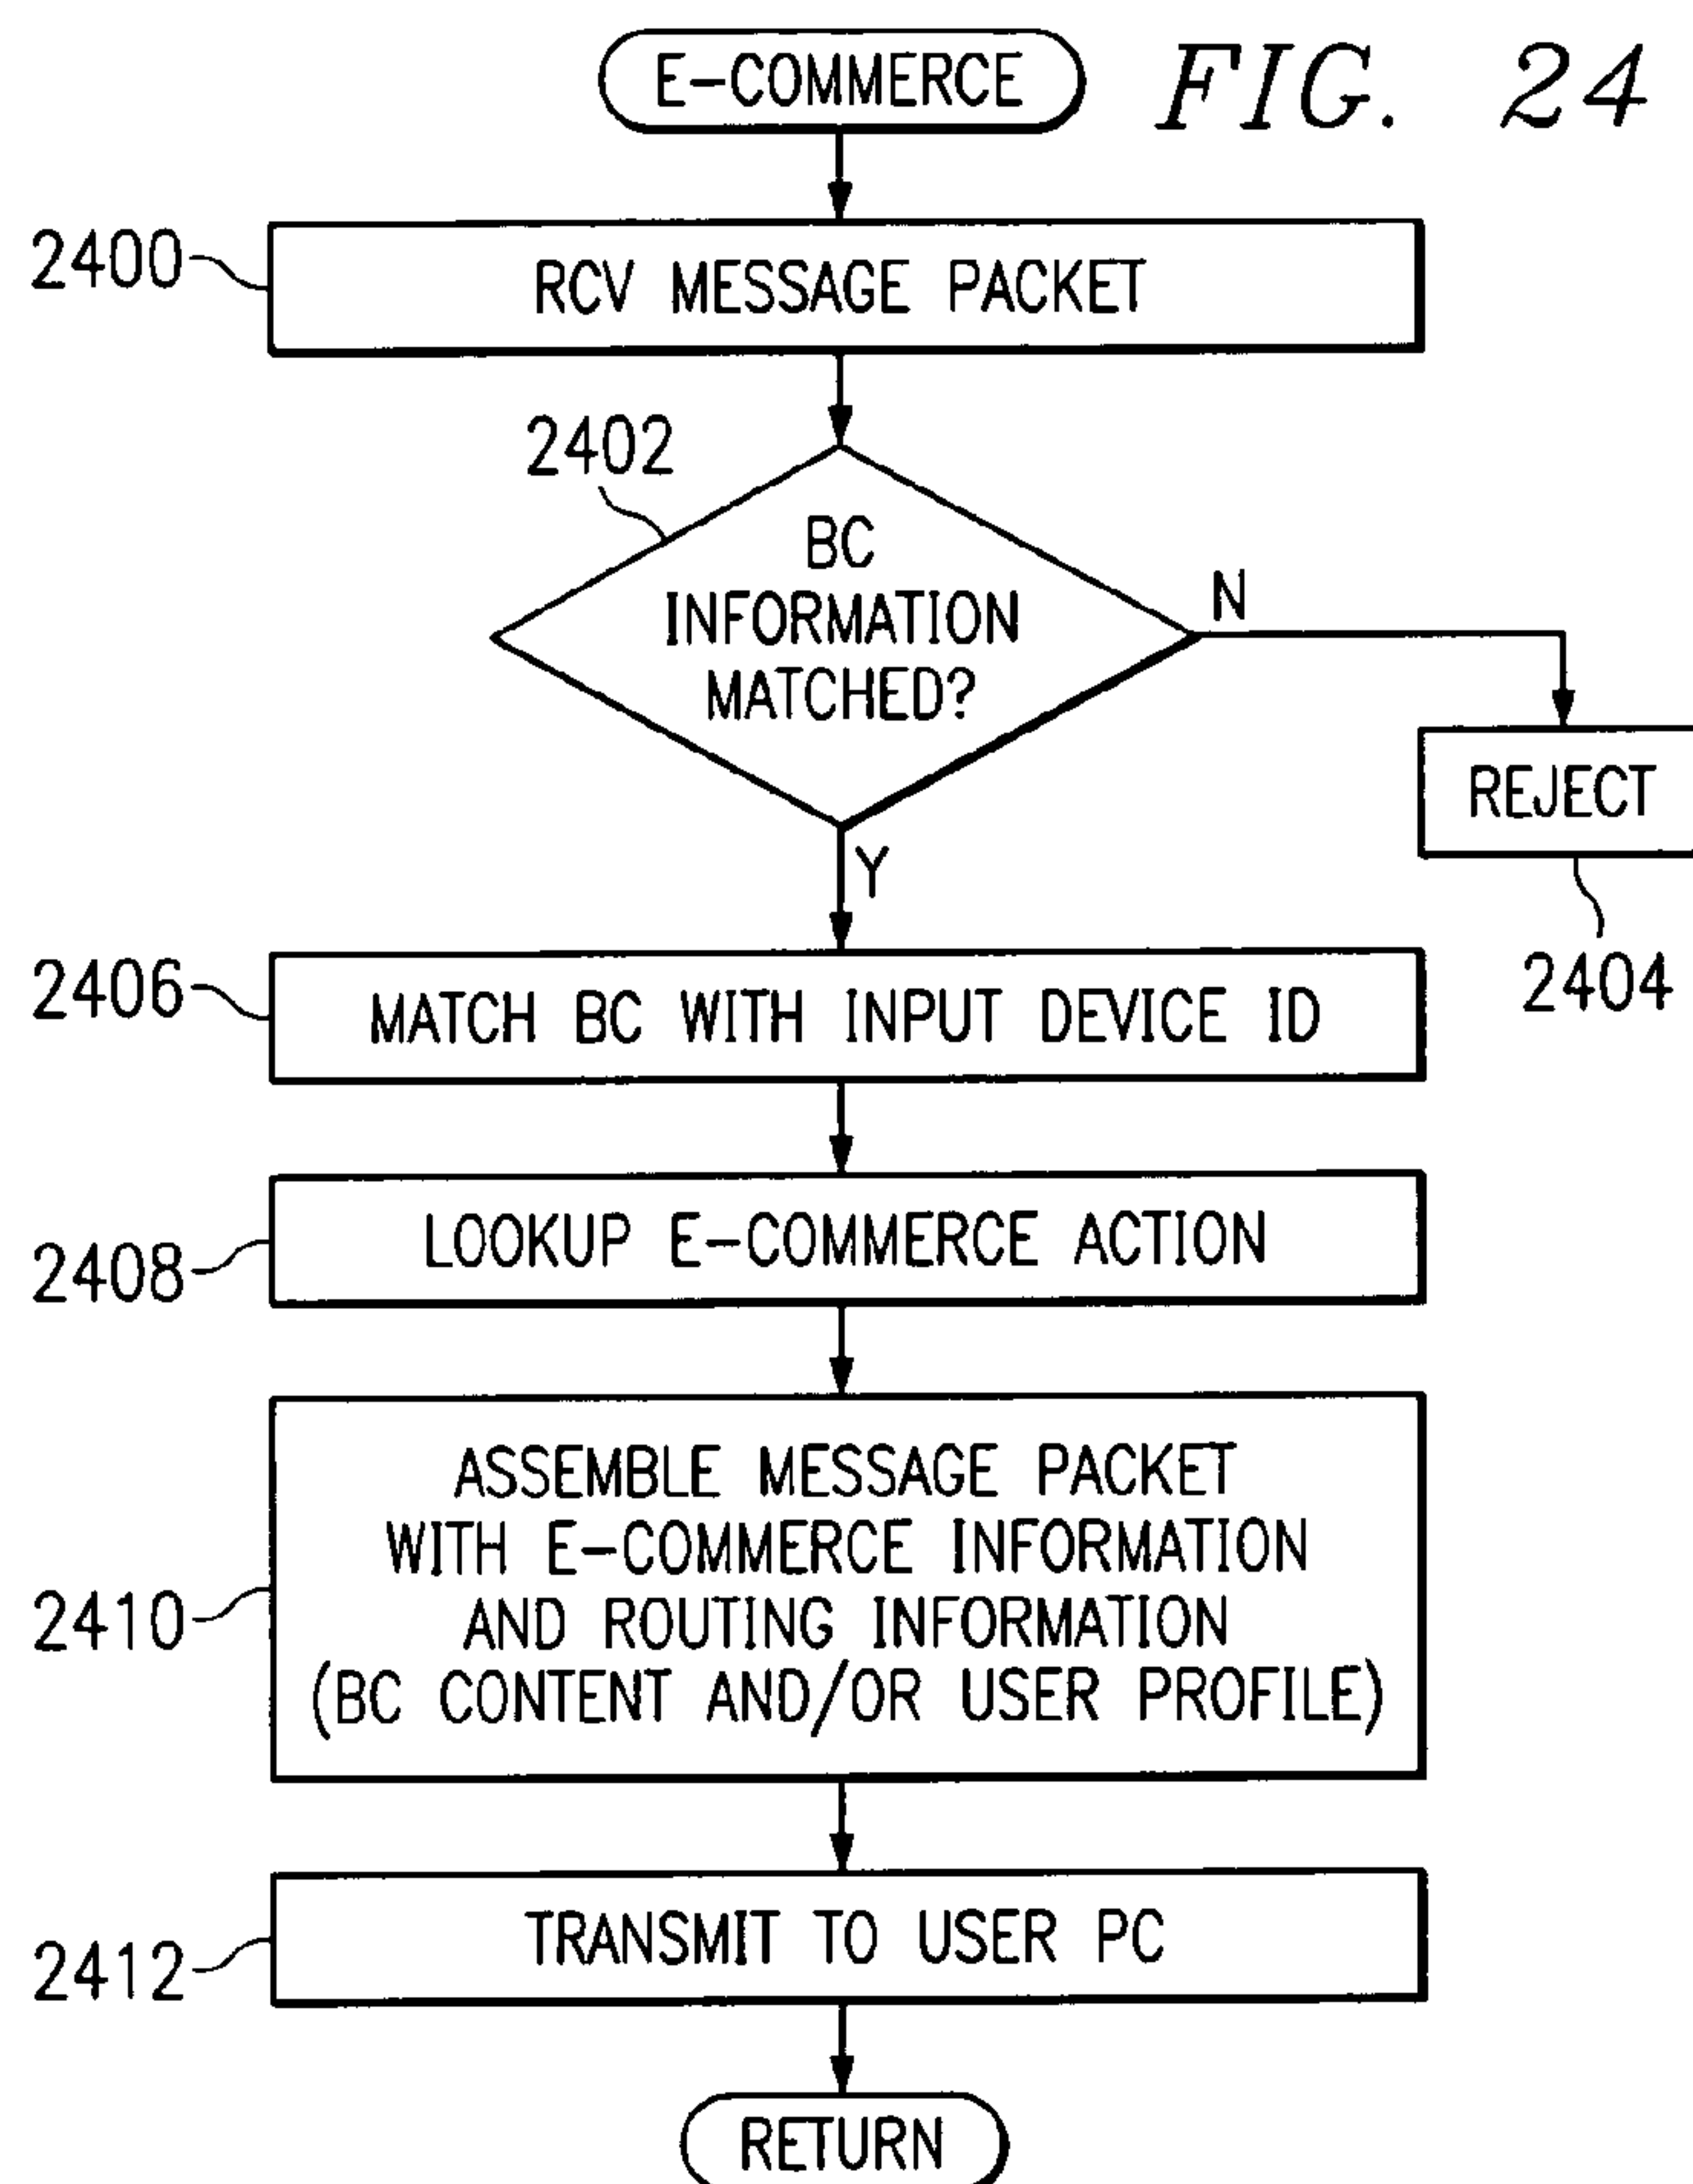 E-COMMERCE
FIG. 24
2400
RCV MESSAGE PACKET
2402
BC
INFORMATION
MATCHED?
N
REJECT
2404
Y
2406
MATCH BC WITH INPUT DEVICE ID
2408
LOOKUP E-COMMERCE ACTION
2410
ASSEMBLE MESSAGE PACKET
WITH E-COMMERCE INFORMATION
AND ROUTING INFORMATION
(BC CONTENT AND/OR USER PROFILE)
2412
TRANSMIT TO USER PC
RETURN